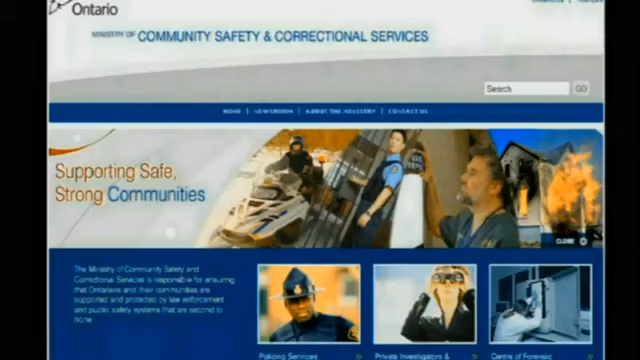 Ontario
MINISTRY OF COMMUNITY SAFETY & CORRECTIONAL SERVICES
Search GO
HOME | NEWSROOM | ABOUT THE MINISTRY | CONTACT US
Supporting Safe,
Strong Communities
CLOSE
The Ministry of Community Safety and
Correctional Services is responsible for ensuring
that Ontarians and their communities are
supported and protected by law enforcement
and public safety systems that are second to
none
Policing Services
Private Investigators &
Centre of Forensic